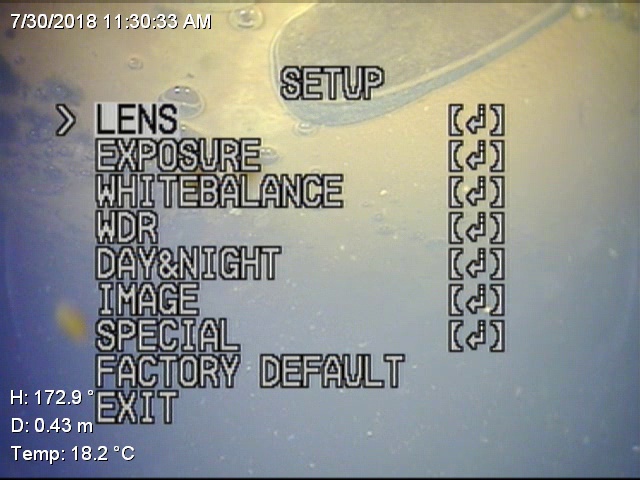 7/30/2018 11:30:33 AM
SETUP
> LENS [↲]
EXPOSURE [↲]
WHITEBALANCE [↲]
WDR [↲]
DAY&NIGHT [↲]
IMAGE [↲]
SPECIAL [↲]
FACTORY DEFAULT
EXIT
H: 172.9 °
D: 0.43 m
Temp: 18.2 °C